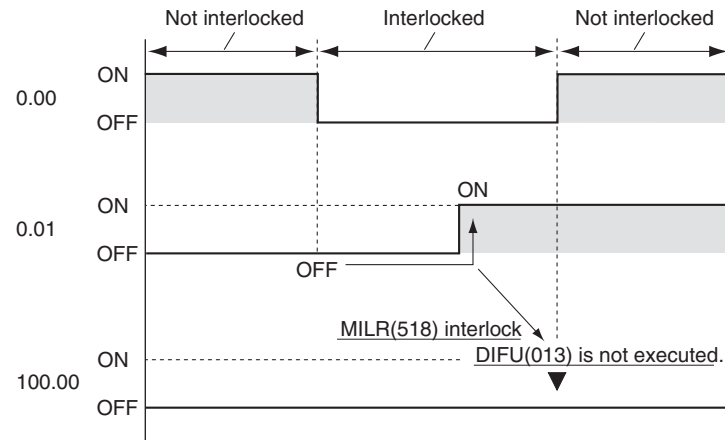 Not interlocked Interlocked Not interlocked
ON
0.00
OFF
ON
ON
0.01
OFF
OFF
MILR(518) interlock
DIFU(013) is not executed.
ON
100.00
OFF